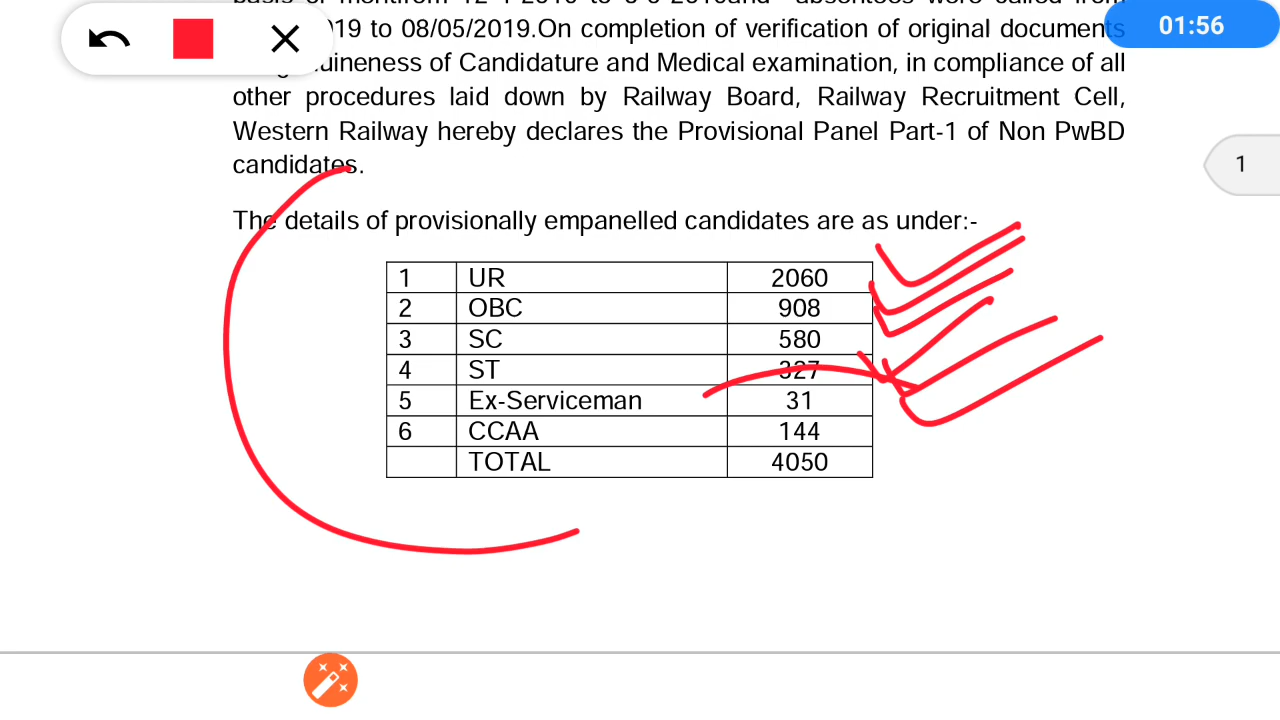 01:56
19 to 08/05/2019.On completion of verification of original documents
uineness of Candidature and Medical examination, in compliance of all
other procedures laid down by Railway Board, Railway Recruitment Cell,
Western Railway hereby declares the Provisional Panel Part-1 of Non PwBD
candidates.
1
The details of provisionally empanelled candidates are as under:-
1 UR 2060
2 OBC 908
3 SC 580
4 ST 327
5 Ex-Serviceman 31
6 CCAA 144
TOTAL 4050